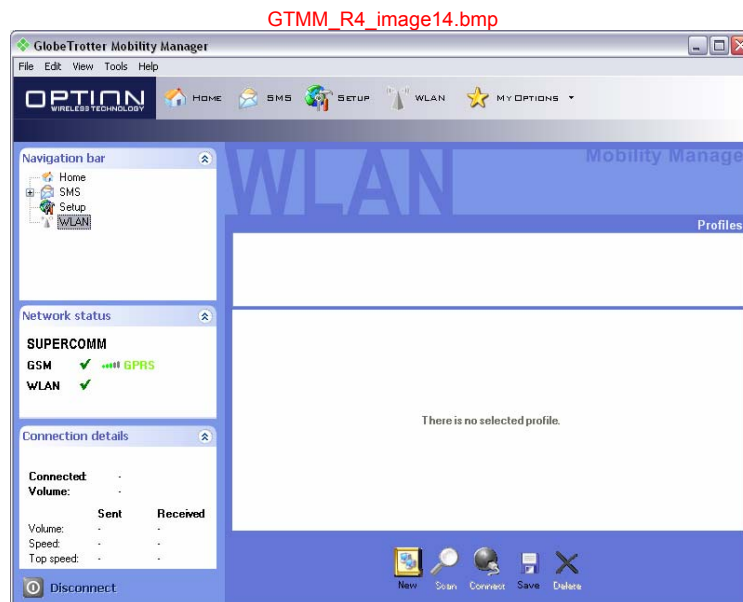 GTMM_R4_image14.bmp
GlobeTrotter Mobility Manager
File Edit View Tools Help
OPTION
WIRELESS TECHNOLOGY
HOME SMS SETUP WLAN MY OPTIONS
Navigation bar
Home
SMS
Setup
WLAN
WLAN
Mobility Manage
Profiles
Network status
SUPERCOMM
GSM GPRS
WLAN
There is no selected profile.
Connection details
Connected: -
Volume: -
Sent Received
Volume: - -
Speed: - -
Top speed: - -
New Scan Connect Save Delete
Disconnect